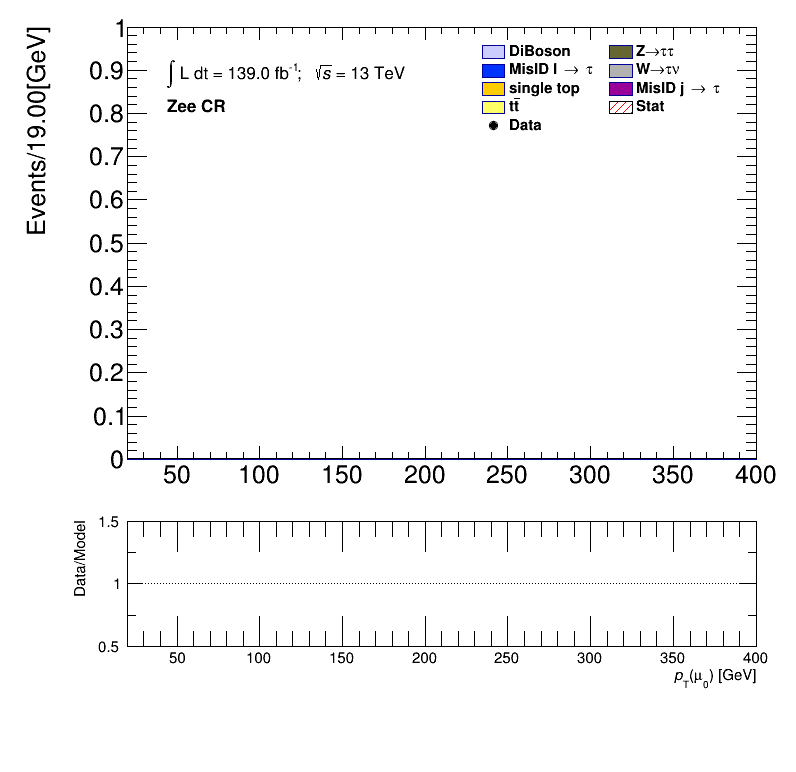 Events/19.00[GeV]
1
0.9
0.8
0.7
0.6
0.5
0.4
0.3
0.2
0.1
0
∫ L dt = 139.0 fb⁻¹; √s = 13 TeV
Zee CR
DiBoson
MisID l → τ
single top
tt̄
Data
Z→ττ
W→τν
MisID j → τ
Stat
50 100 150 200 250 300 350 400
Data/Model
1.5
1
0.5
50 100 150 200 250 300 350 400
p_T(μ_0) [GeV]